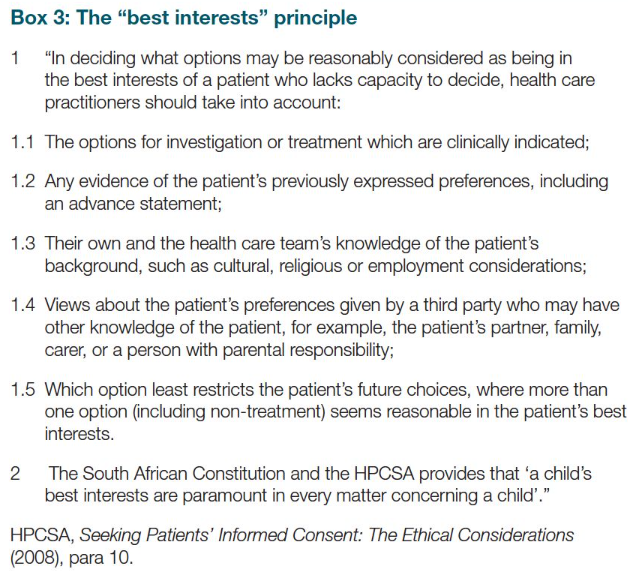 Box 3: The “best interests” principle
1 “In deciding what options may be reasonably considered as being in
the best interests of a patient who lacks capacity to decide, health care
practitioners should take into account:
1.1 The options for investigation or treatment which are clinically indicated;
1.2 Any evidence of the patient’s previously expressed preferences, including
an advance statement;
1.3 Their own and the health care team’s knowledge of the patient’s
background, such as cultural, religious or employment considerations;
1.4 Views about the patient’s preferences given by a third party who may have
other knowledge of the patient, for example, the patient’s partner, family,
carer, or a person with parental responsibility;
1.5 Which option least restricts the patient’s future choices, where more than
one option (including non-treatment) seems reasonable in the patient’s best
interests.
2 The South African Constitution and the HPCSA provides that ‘a child’s
best interests are paramount in every matter concerning a child’.”
HPCSA, Seeking Patients’ Informed Consent: The Ethical Considerations
(2008), para 10.